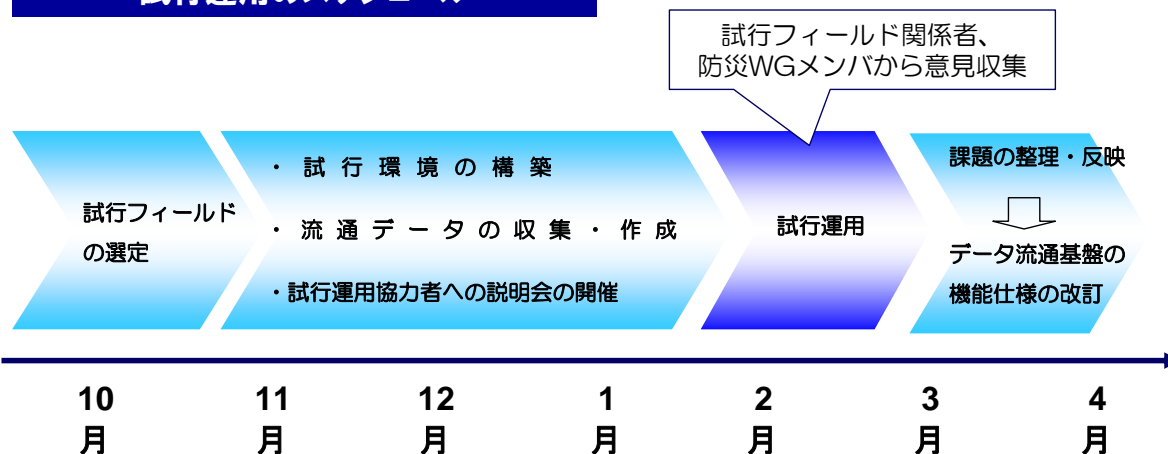 試行フィールド関係者、
防災WGメンバから意見収集
試行フィールド
の選定
・試行環境の構築
・流通データの収集・作成
・試行運用協力者への説明会の開催
試行運用
課題の整理・反映
データ流通基盤の
機能仕様の改訂
10 11 12 1 2 3 4
月 月 月 月 月 月 月